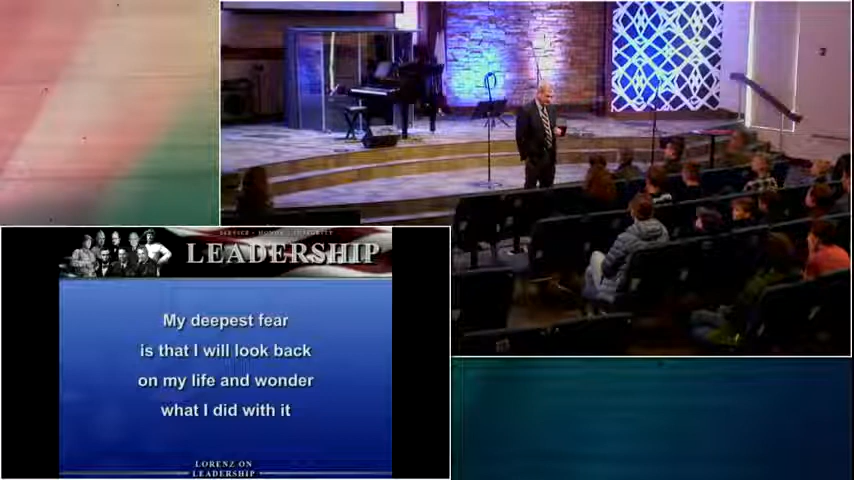 SERVICE • HONOR • INTEGRITY
LEADERSHIP
My deepest fear
is that I will look back
on my life and wonder
what I did with it
LORENZ ON
LEADERSHIP